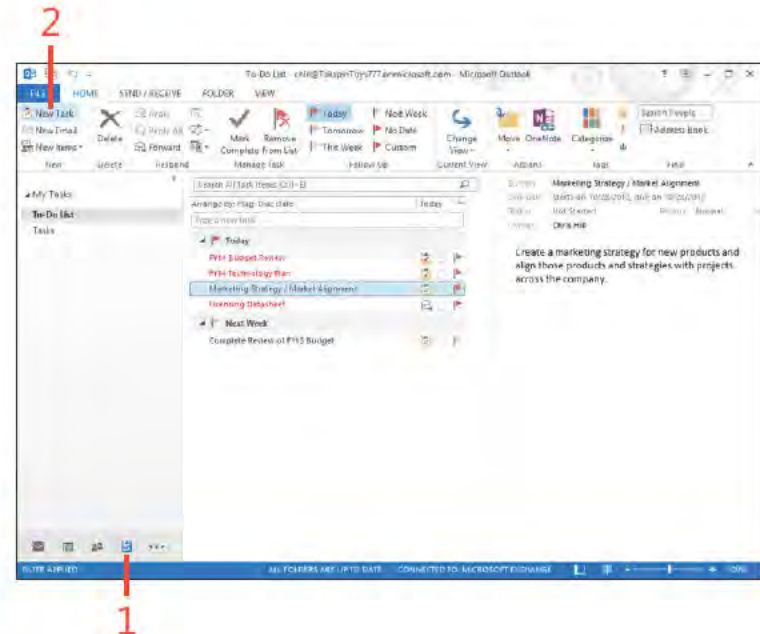 2
To-Do List - Microsoft Outlook
FILE HOME SEND / RECEIVE FOLDER VIEW
New Task
New Email
New Items
Delete
Reply
Reply All
Forward
Mark Complete
Remove from List
Today
Tomorrow
This Week
Next Week
No Date
Custom
Change View
Move
OneNote
Categorize
Search People
Address Book
New Delete Respond Manage Task Follow Up Current View Actions Tags Find
My Tasks
To-Do List
Tasks
Search All Task Items (Ctrl+E)
Arrange by: Flag: Due Date Today
Type a new task
Today
FY14 Budget Review
FY14 Technology Plan
Marketing Strategy / Market Alignment
Licensing Datasheet
Next Week
Complete Review of FY13 Budget
Subject Marketing Strategy / Market Alignment
Due date
Status Not Started Priority Normal
Owner Chris Hill
Create a marketing strategy for new products and
align those products and strategies with projects
across the company.
FILTER APPLIED ALL FOLDERS ARE UP TO DATE. CONNECTED TO: MICROSOFT EXCHANGE
1